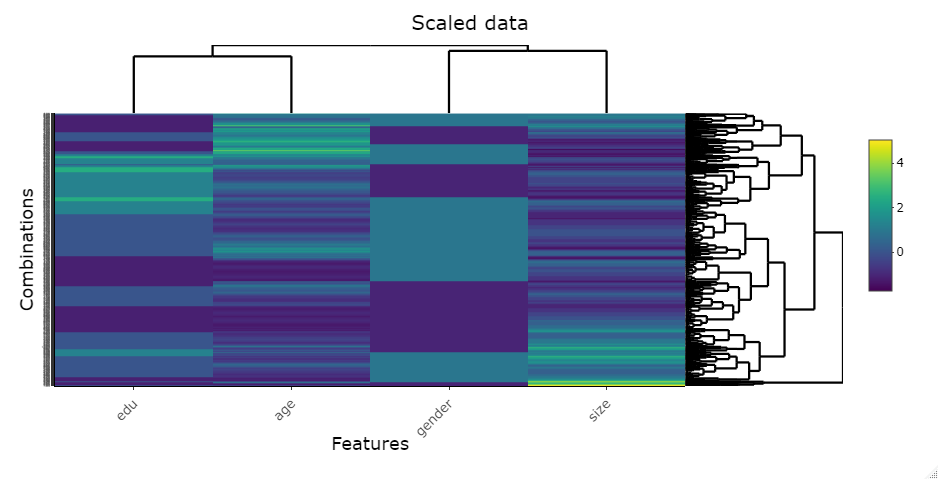 Scaled data
Combinations
4
2
0
edu
age
gender
size
Features